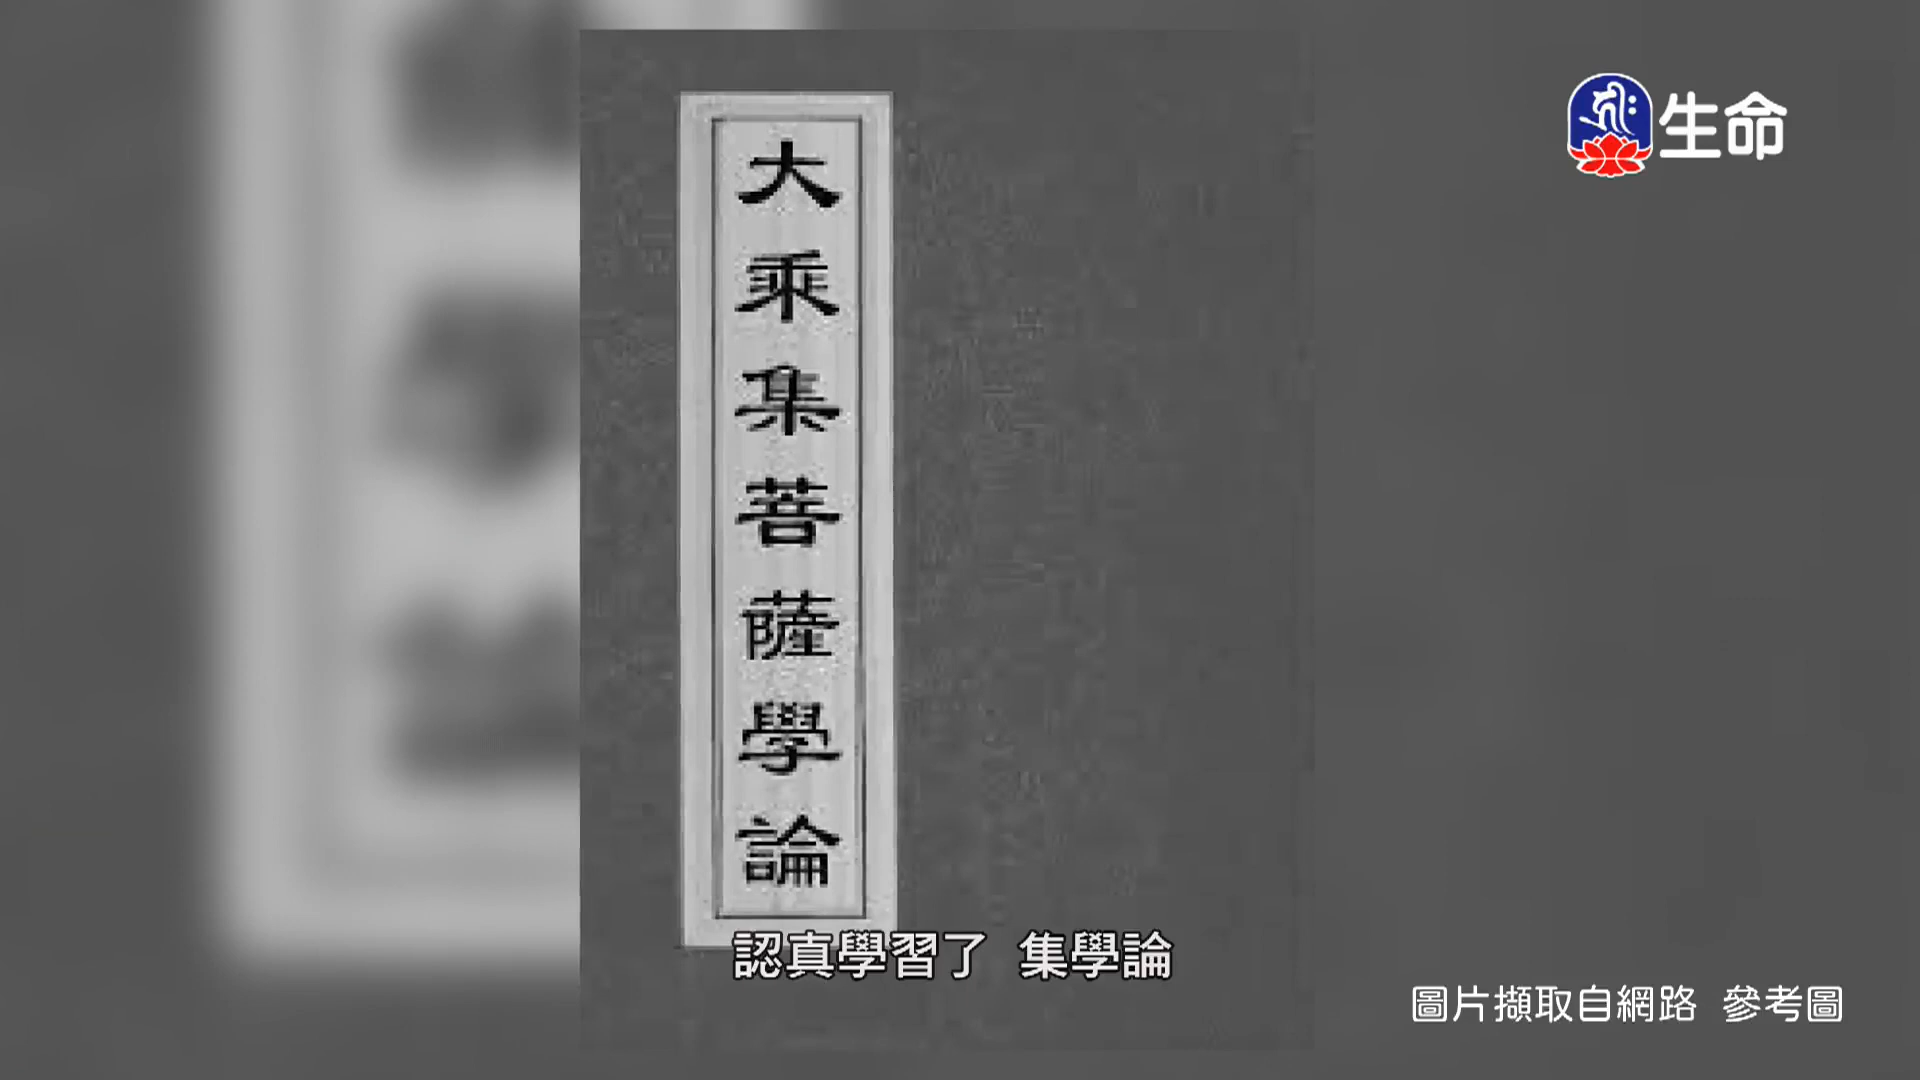 生命
大乘集菩薩學論
認真學習了 集學論
圖片擷取自網路 參考圖